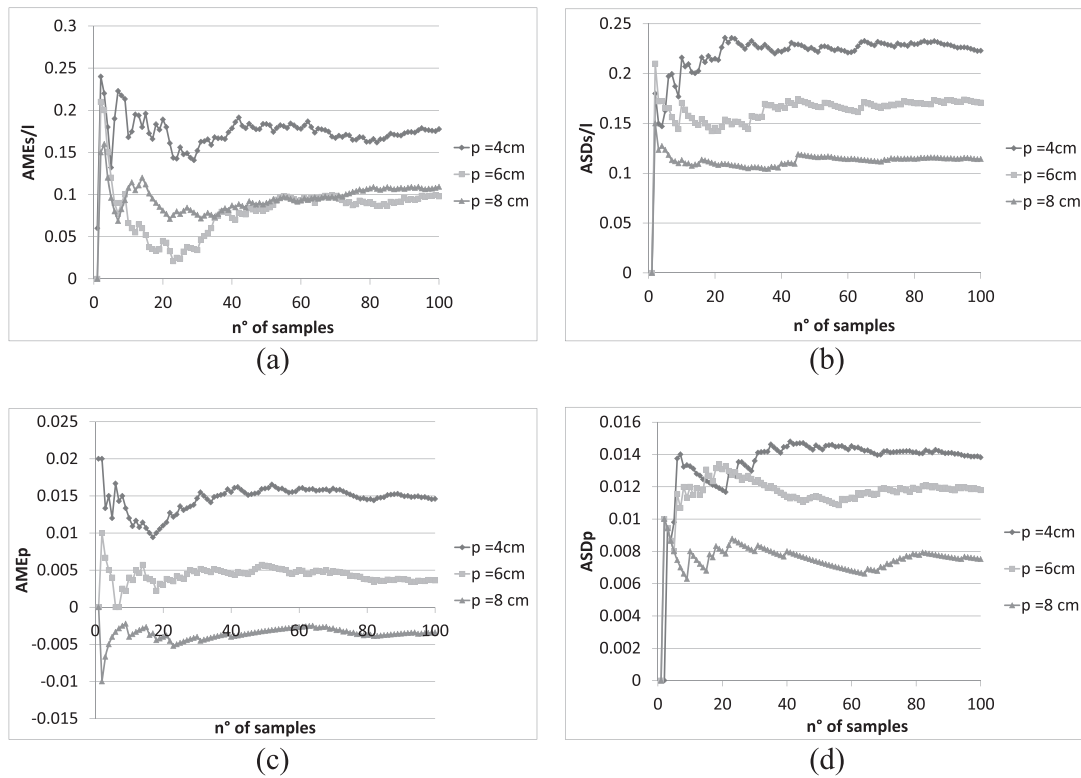 0.3
0.25
0.2
0.15
0.1
0.05
0
0 20 40 60 80 100
AMEs/l
n° of samples
p =4cm
p =6cm
p =8 cm
(a)
0.25
0.2
0.15
0.1
0.05
0
0 20 40 60 80 100
ASDs/l
n° of samples
p =4cm
p =6cm
p =8 cm
(b)
0.025
0.02
0.015
0.01
0.005
0
-0.005
-0.01
-0.015
0 20 40 60 80 100
AMEp
n° of samples
p =4cm
p =6cm
p =8 cm
(c)
0.016
0.014
0.012
0.01
0.008
0.006
0.004
0.002
0
0 20 40 60 80 100
ASDp
n° of samples
p =4cm
p =6cm
p =8 cm
(d)